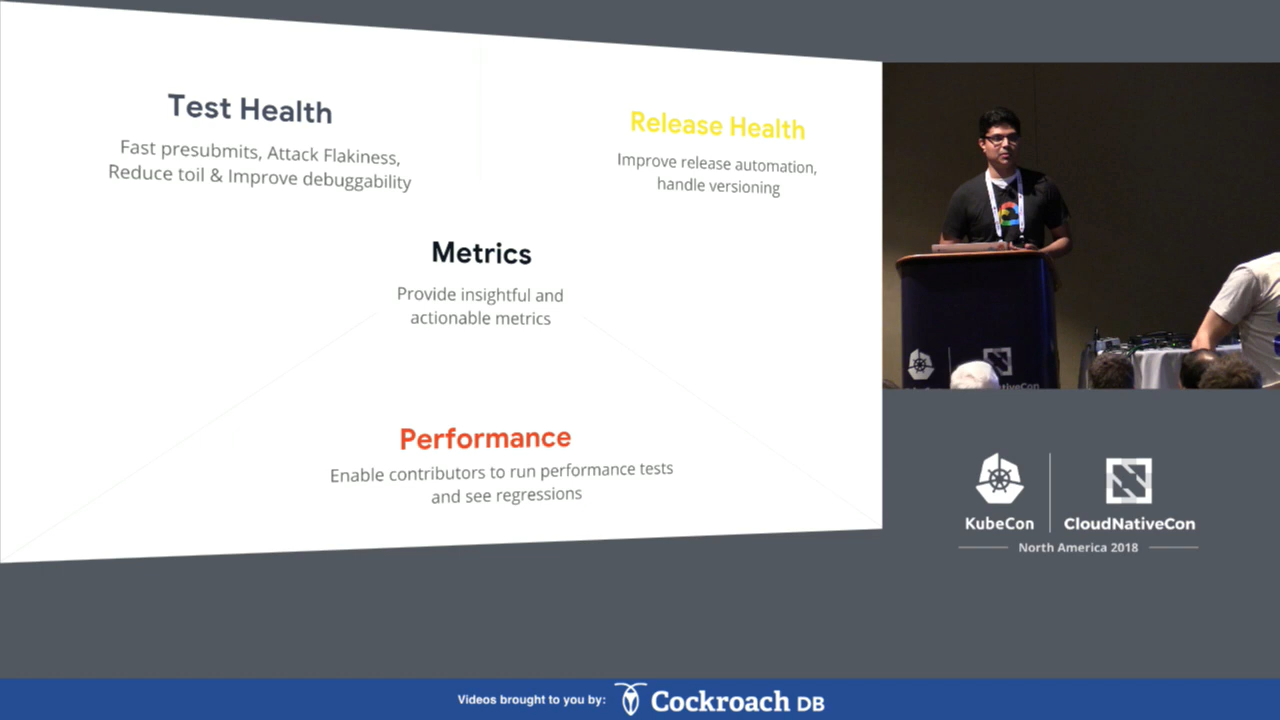 Test Health
Fast presubmits, Attack Flakiness,
Reduce toil & Improve debuggability
Release Health
Improve release automation,
handle versioning
Metrics
Provide insightful and
actionable metrics
Performance
Enable contributors to run performance tests
and see regressions
KubeCon
CloudNativeCon
North America 2018
Videos brought to you by:
Cockroach DB